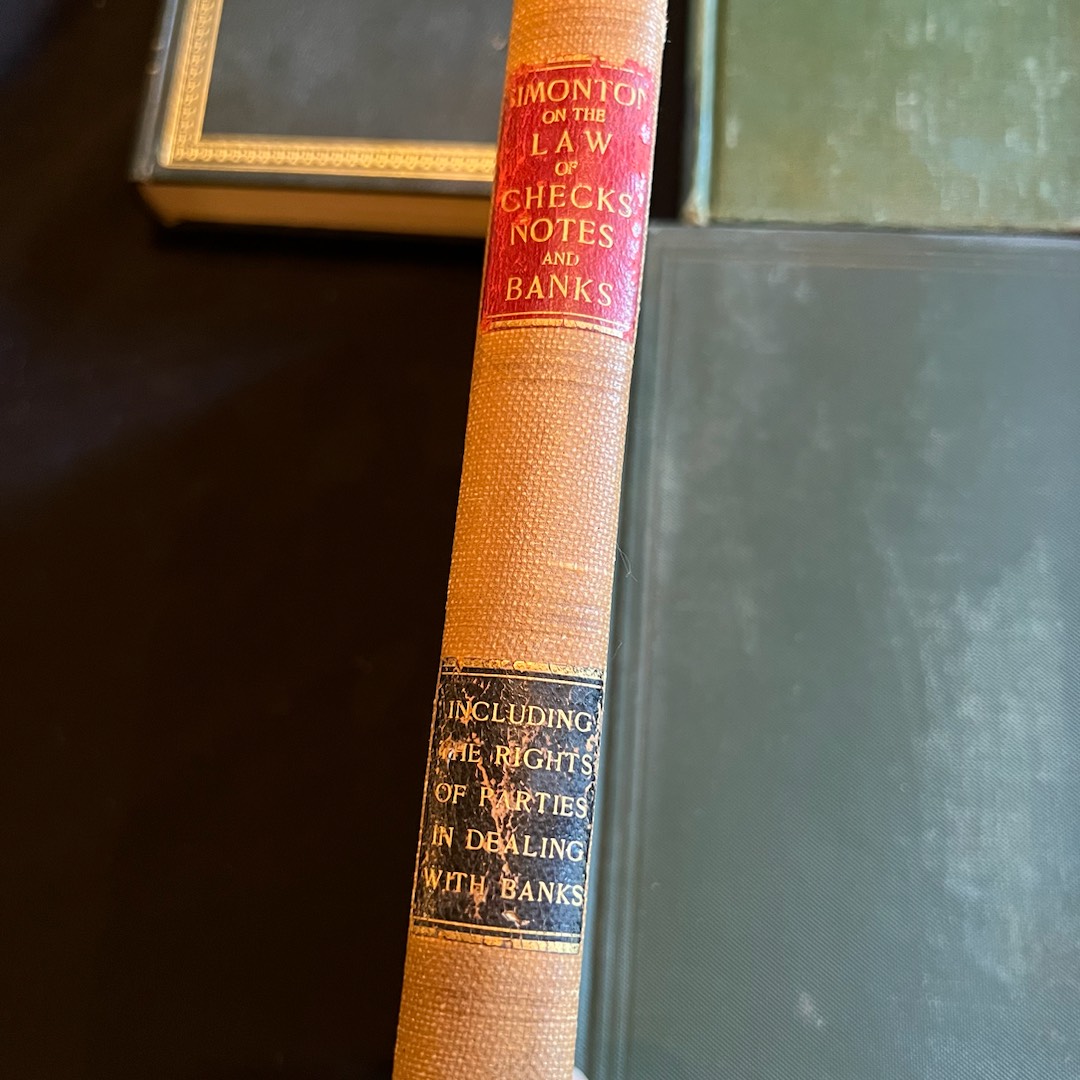 SIMONTON
ON THE
LAW
OF
CHECKS
NOTES
AND
BANKS
INCLUDING
THE RIGHTS
OF PARTIES
IN DEALING
WITH BANKS